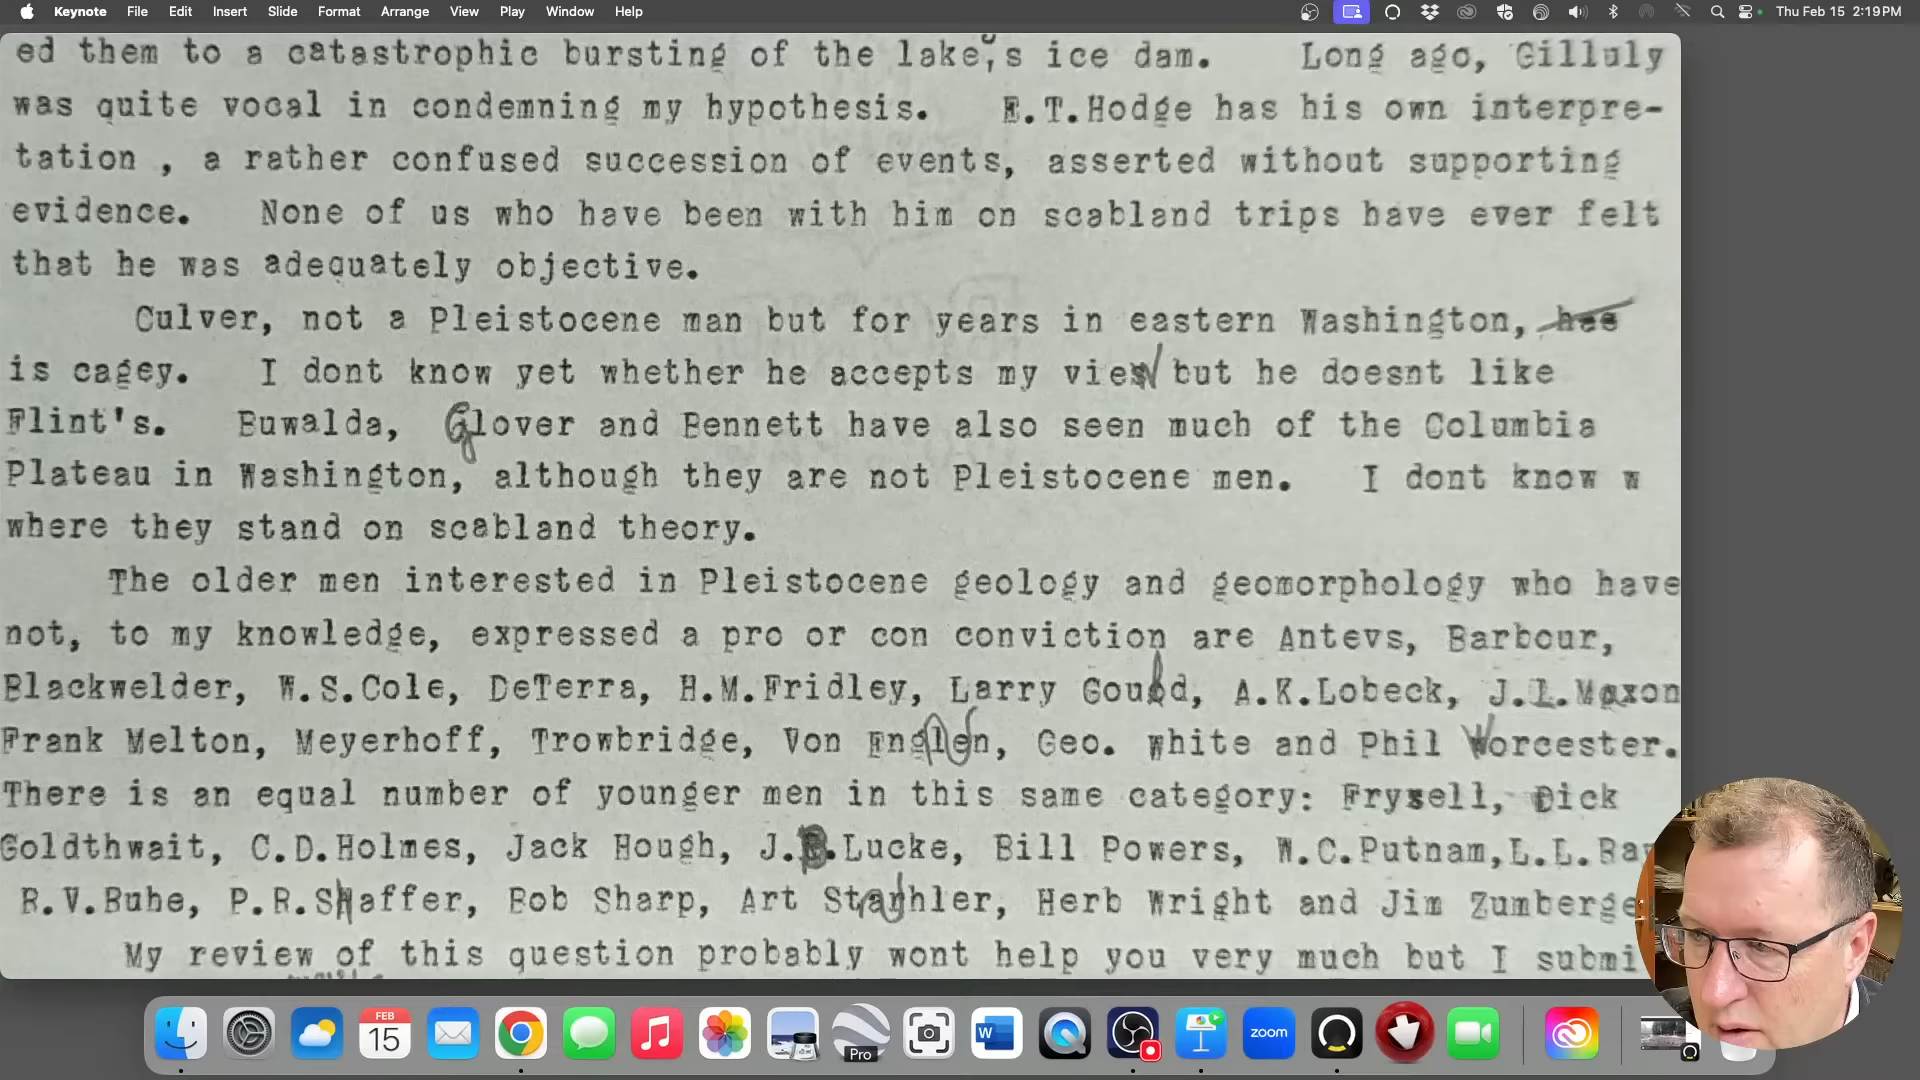 Keynote File Edit Insert Slide Format Arrange View Play Window Help Thu Feb 15 2:19 PM
ed them to a catastrophic bursting of the lake's ice dam. Long ago, Gilluly
was quite vocal in condemning my hypothesis. E.T.Hodge has his own interpre-
tation , a rather confused succession of events, asserted without supporting
evidence. None of us who have been with him on scabland trips have ever felt
that he was adequately objective.
Culver, not a Pleistocene man but for years in eastern Washington, has
is cagey. I dont know yet whether he accepts my view but he doesnt like
Flint's. Buwalda, Glover and Bennett have also seen much of the Columbia
Plateau in Washington, although they are not Pleistocene men. I dont know w
where they stand on scabland theory.
The older men interested in Pleistocene geology and geomorphology who have
not, to my knowledge, expressed a pro or con conviction are Antevs, Barbour,
Blackwelder, W.S.Cole, DeTerra, H.M.Fridley, Larry Gould, A.K.Lobeck, J.L.Maxon
Frank Melton, Meyerhoff, Trowbridge, Von Englen, Geo. White and Phil Worcester.
There is an equal number of younger men in this same category: Fryxell, Dick
Goldthwait, C.D.Holmes, Jack Hough, J.B.Lucke, Bill Powers, W.C.Putnam,L.L.Ray
R.V.Ruhe, P.R.Shaffer, Bob Sharp, Art Starhler, Herb Wright and Jim Zumberge
My review of this question probably wont help you very much but I submi
FEB
15
Pro
W
zoom